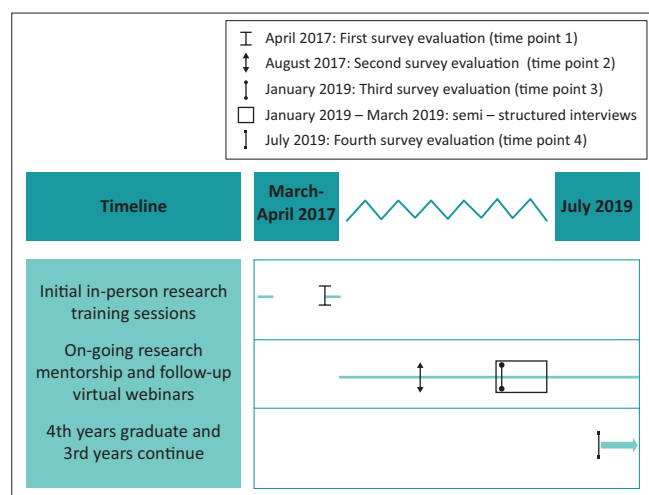 April 2017: First survey evaluation (time point 1)
August 2017: Second survey evaluation (time point 2)
January 2019: Third survey evaluation (time point 3)
January 2019 – March 2019: semi – structured interviews
July 2019: Fourth survey evaluation (time point 4)
Timeline
March-
April 2017
July 2019
Initial in-person research
training sessions
On-going research
mentorship and follow-up
virtual webinars
4th years graduate and
3rd years continue